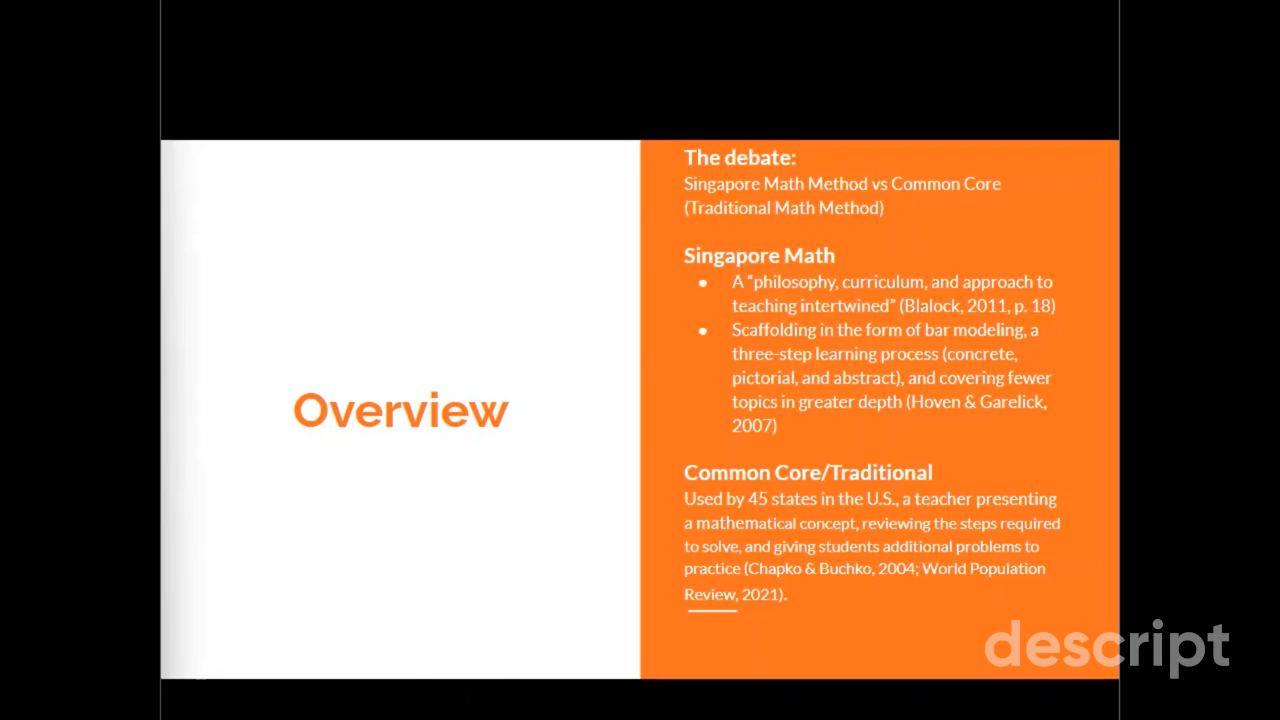 Overview
The debate:
Singapore Math Method vs Common Core
(Traditional Math Method)
Singapore Math
● A “philosophy, curriculum, and approach to
teaching intertwined” (Blalock, 2011, p. 18)
● Scaffolding in the form of bar modeling, a
three-step learning process (concrete,
pictorial, and abstract), and covering fewer
topics in greater depth (Hoven & Garelick,
2007)
Common Core/Traditional
Used by 45 states in the U.S., a teacher presenting
a mathematical concept, reviewing the steps required
to solve, and giving students additional problems to
practice (Chapko & Buchko, 2004; World Population
Review, 2021).
descript